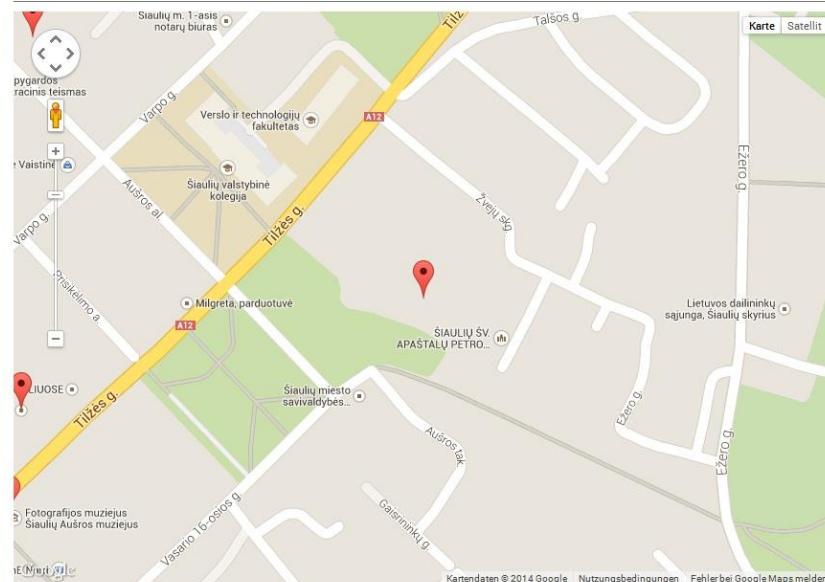 Šiaulių m. 1-asis
notarų biuras
Talšos g.
Karte Satellit
pygardos
tracinis teismas
Varpo g.
Verslo ir technologijų
fakultetas
A12
e Vaistinė
Šiaulių valstybinė
kolegija
Aušros al.
Žvejų skg.
Ežero g.
Varpo g.
Tilžės g.
Prisikėlimo a.
Milgreta, parduotuvė
A12
Lietuvos dailininkų
sąjunga, Šiaulių skyrius
ŠIAULIŲ ŠV.
APAŠTALŲ PETRO...
LIUOSE
Šiaulių miesto
savivaldybės...
Tilžės g.
Ežero g.
Aušros tak.
Ežero g.
Fotografijos muziejus
Šiaulių Aušros muziejus
Vasario 16-osios g.
Gaisrininkų g.
Kartendaten © 2014 Google Nutzungsbedingungen Fehler bei Google Maps melden